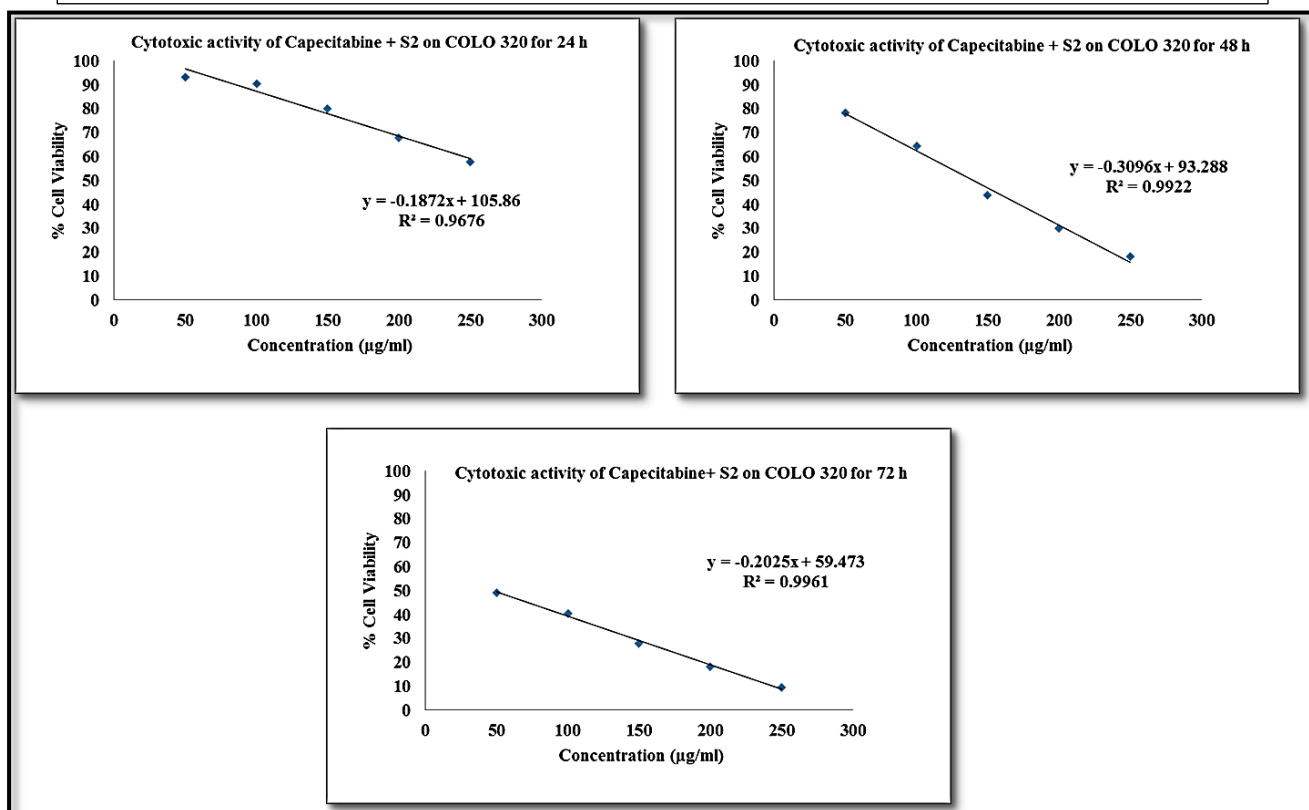 Cytotoxic activity of Capecitabine + S2 on COLO 320 for 24 h
100
90
80
70
60
50
40
30
20
10
0
% Cell Viability
y = -0.1872x + 105.86
R² = 0.9676
0 50 100 150 200 250 300
Concentration (µg/ml)
Cytotoxic activity of Capecitabine + S2 on COLO 320 for 48 h
100
90
80
70
60
50
40
30
20
10
0
% Cell Viability
y = -0.3096x + 93.288
R² = 0.9922
0 50 100 150 200 250 300
Concentration (µg/ml)
Cytotoxic activity of Capecitabine+ S2 on COLO 320 for 72 h
100
90
80
70
60
50
40
30
20
10
0
% Cell Viability
y = -0.2025x + 59.473
R² = 0.9961
0 50 100 150 200 250 300
Concentration (µg/ml)